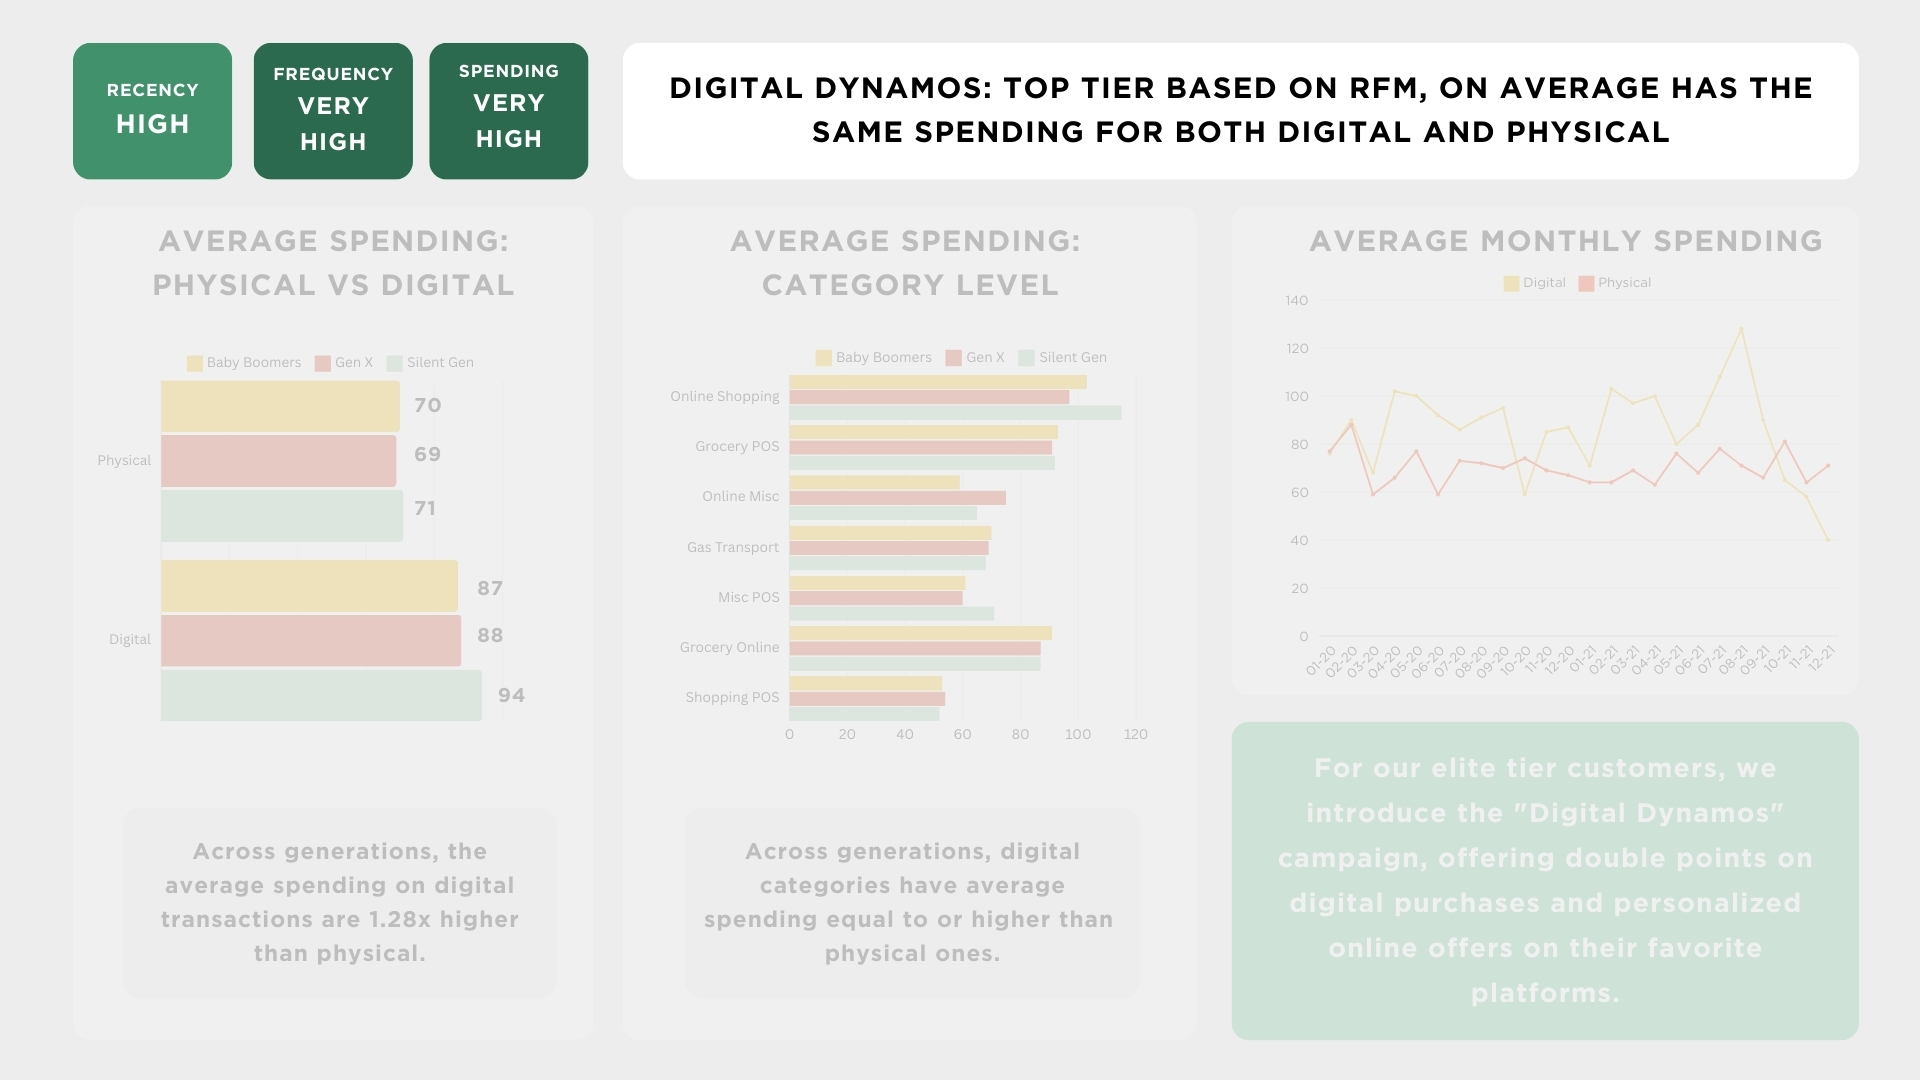 RECENCY
HIGH
FREQUENCY
VERY
HIGH
SPENDING
VERY
HIGH
DIGITAL DYNAMOS: TOP TIER BASED ON RFM, ON AVERAGE HAS THE
SAME SPENDING FOR BOTH DIGITAL AND PHYSICAL
AVERAGE SPENDING:
PHYSICAL VS DIGITAL
Baby Boomers Gen X Silent Gen
70
Physical 69
71
87
Digital 88
94
Across generations, the
average spending on digital
transactions are 1.28x higher
than physical.
AVERAGE SPENDING:
CATEGORY LEVEL
Baby Boomers Gen X Silent Gen
Online Shopping
Grocery POS
Online Misc
Gas Transport
Misc POS
Grocery Online
Shopping POS
0 20 40 60 80 100 120
Across generations, digital
categories have average
spending equal to or higher than
physical ones.
AVERAGE MONTHLY SPENDING
Digital Physical
140
120
100
80
60
40
20
0
01-20 02-20 03-20 04-20 05-20 06-20 07-20 08-20 09-20 10-20 11-20 12-20 01-21 02-21 03-21 04-21 05-21 06-21 07-21 08-21 09-21 10-21 11-21 12-21
For our elite tier customers, we
introduce the "Digital Dynamos"
campaign, offering double points on
digital purchases and personalized
online offers on their favorite
platforms.